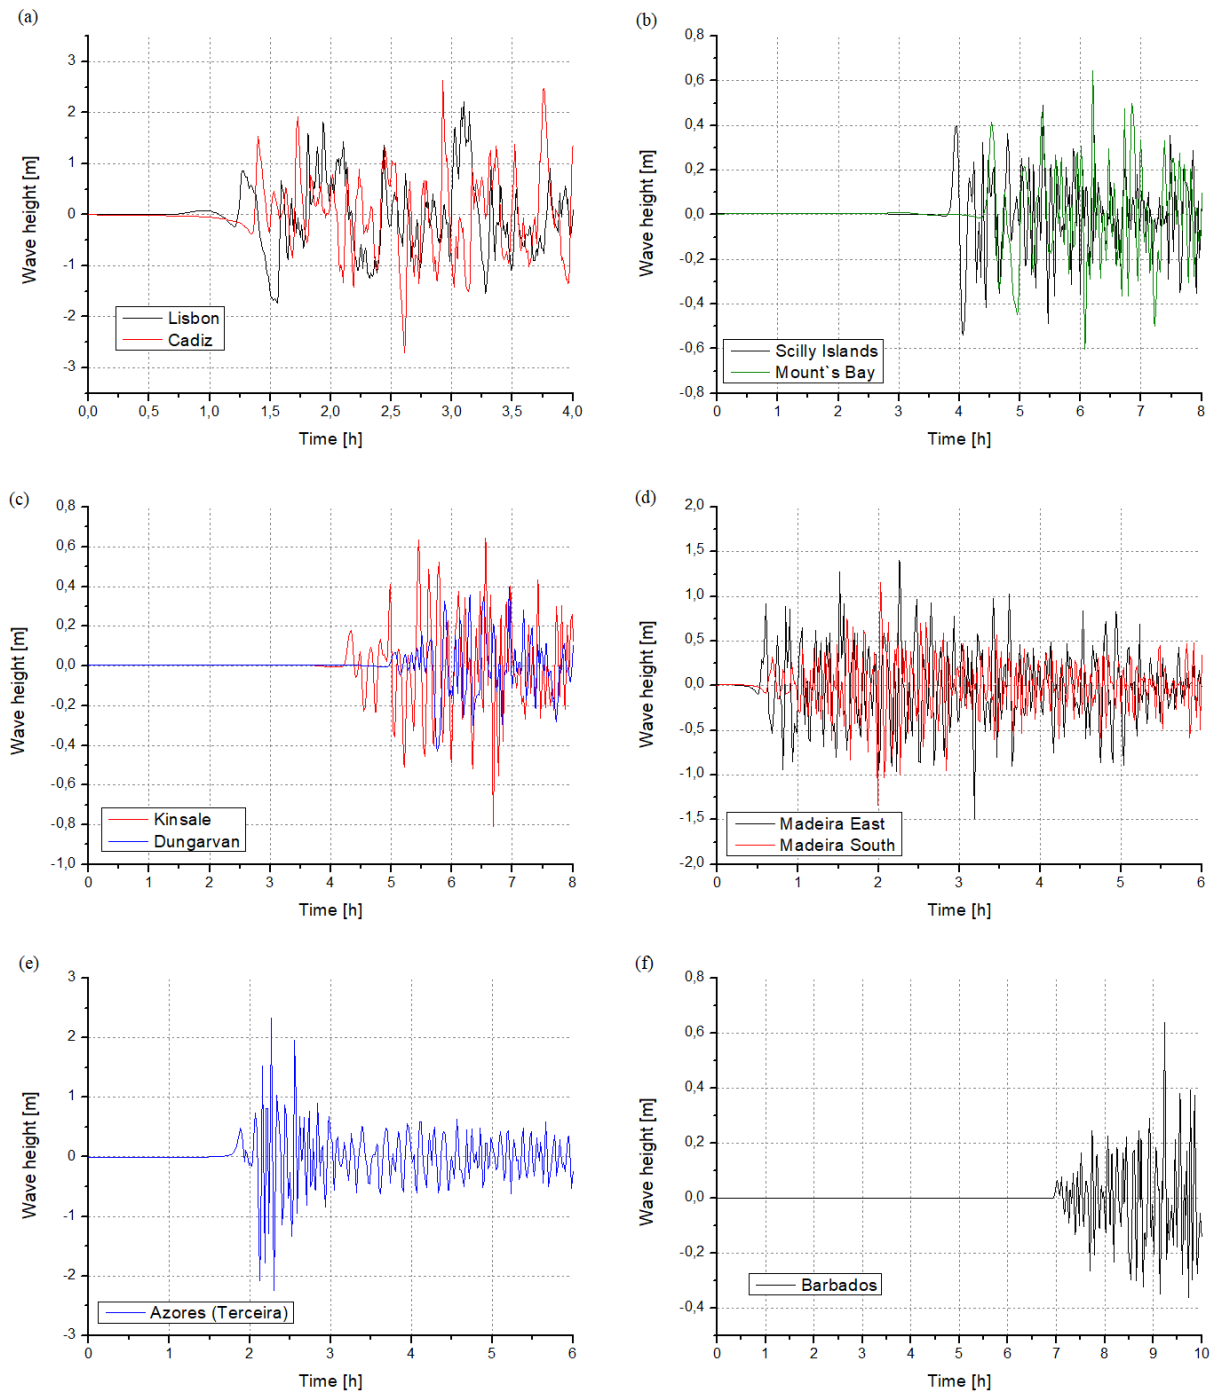 (a)
Wave height [m]
3
2
1
0
-1
-2
-3
Lisbon
Cadiz
0,0 0,5 1,0 1,5 2,0 2,5 3,0 3,5 4,0
Time [h]
(b)
Wave height [m]
0,8
0,6
0,4
0,2
0,0
-0,2
-0,4
-0,6
-0,8
Scilly Islands
Mount`s Bay
0 1 2 3 4 5 6 7 8
Time [h]
(c)
Wave height [m]
0,8
0,6
0,4
0,2
0,0
-0,2
-0,4
-0,6
-0,8
-1,0
Kinsale
Dungarvan
0 1 2 3 4 5 6 7 8
Time [h]
(d)
Wave height [m]
2,0
1,5
1,0
0,5
0,0
-0,5
-1,0
-1,5
-2,0
Madeira East
Madeira South
0 1 2 3 4 5 6
Time [h]
(e)
Wave height [m]
3
2
1
0
-1
-2
-3
Azores (Terceira)
0 1 2 3 4 5 6
Time [h]
(f)
Wave height [m]
0,8
0,6
0,4
0,2
0,0
-0,2
-0,4
Barbados
0 1 2 3 4 5 6 7 8 9 10
Time [h]